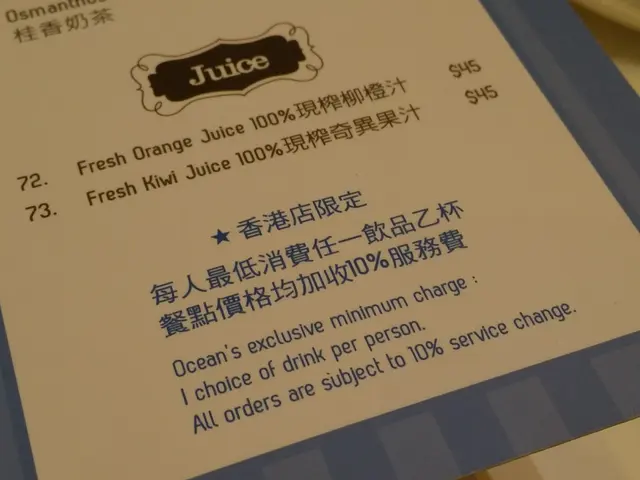 Osmanthus
桂香奶茶
Juice
72. Fresh Orange Juice 100%現榨柳橙汁 $45
73. Fresh Kiwi Juice 100%現榨奇異果汁 $45
★ 香港店限定
每人最低消費任一飲品乙杯
餐點價格均加收10%服務費
Ocean's exclusive minimum charge :
1 choice of drink per person.
All orders are subject to 10% service change.